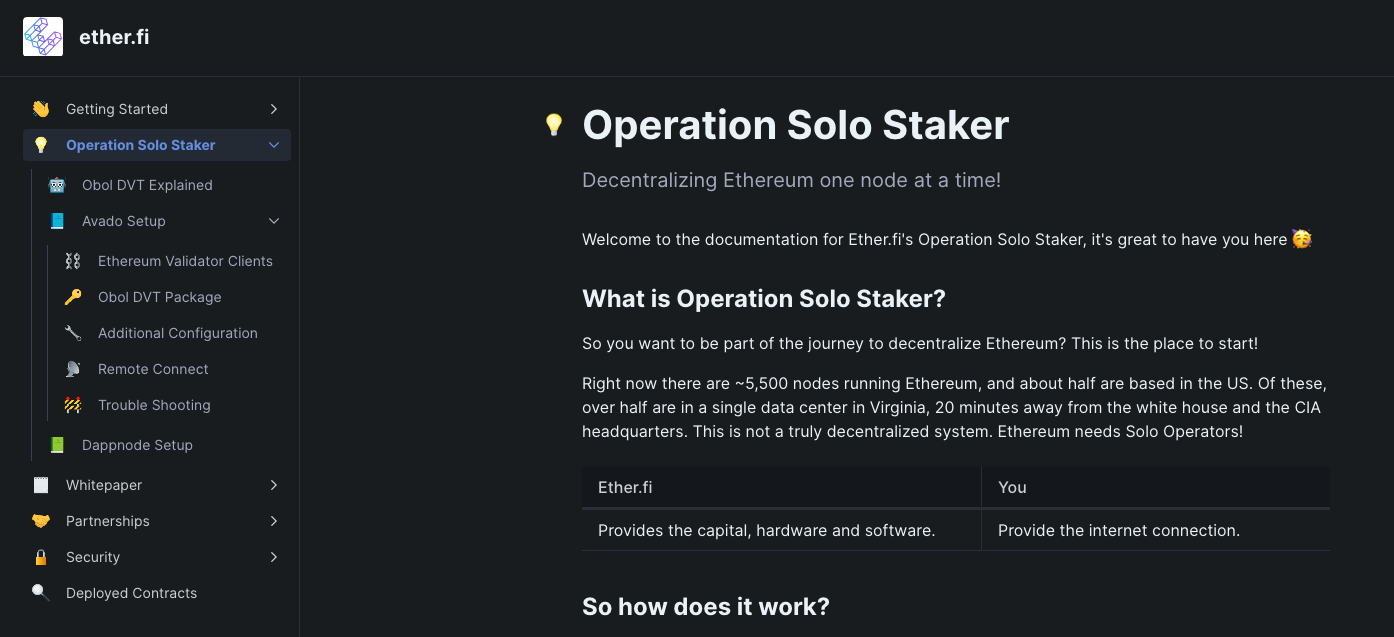 ether.fi
Getting Started
Operation Solo Staker
Obol DVT Explained
Avado Setup
Ethereum Validator Clients
Obol DVT Package
Additional Configuration
Remote Connect
Trouble Shooting
Dappnode Setup
Whitepaper
Partnerships
Security
Deployed Contracts
Operation Solo Staker
Decentralizing Ethereum one node at a time!
Welcome to the documentation for Ether.fi's Operation Solo Staker, it's great to have you here 🥳
What is Operation Solo Staker?
So you want to be part of the journey to decentralize Ethereum? This is the place to start!
Right now there are ~5,500 nodes running Ethereum, and about half are based in the US. Of these,
over half are in a single data center in Virginia, 20 minutes away from the white house and the CIA
headquarters. This is not a truly decentralized system. Ethereum needs Solo Operators!
Ether.fi You
Provides the capital, hardware and software. Provide the internet connection.
So how does it work?